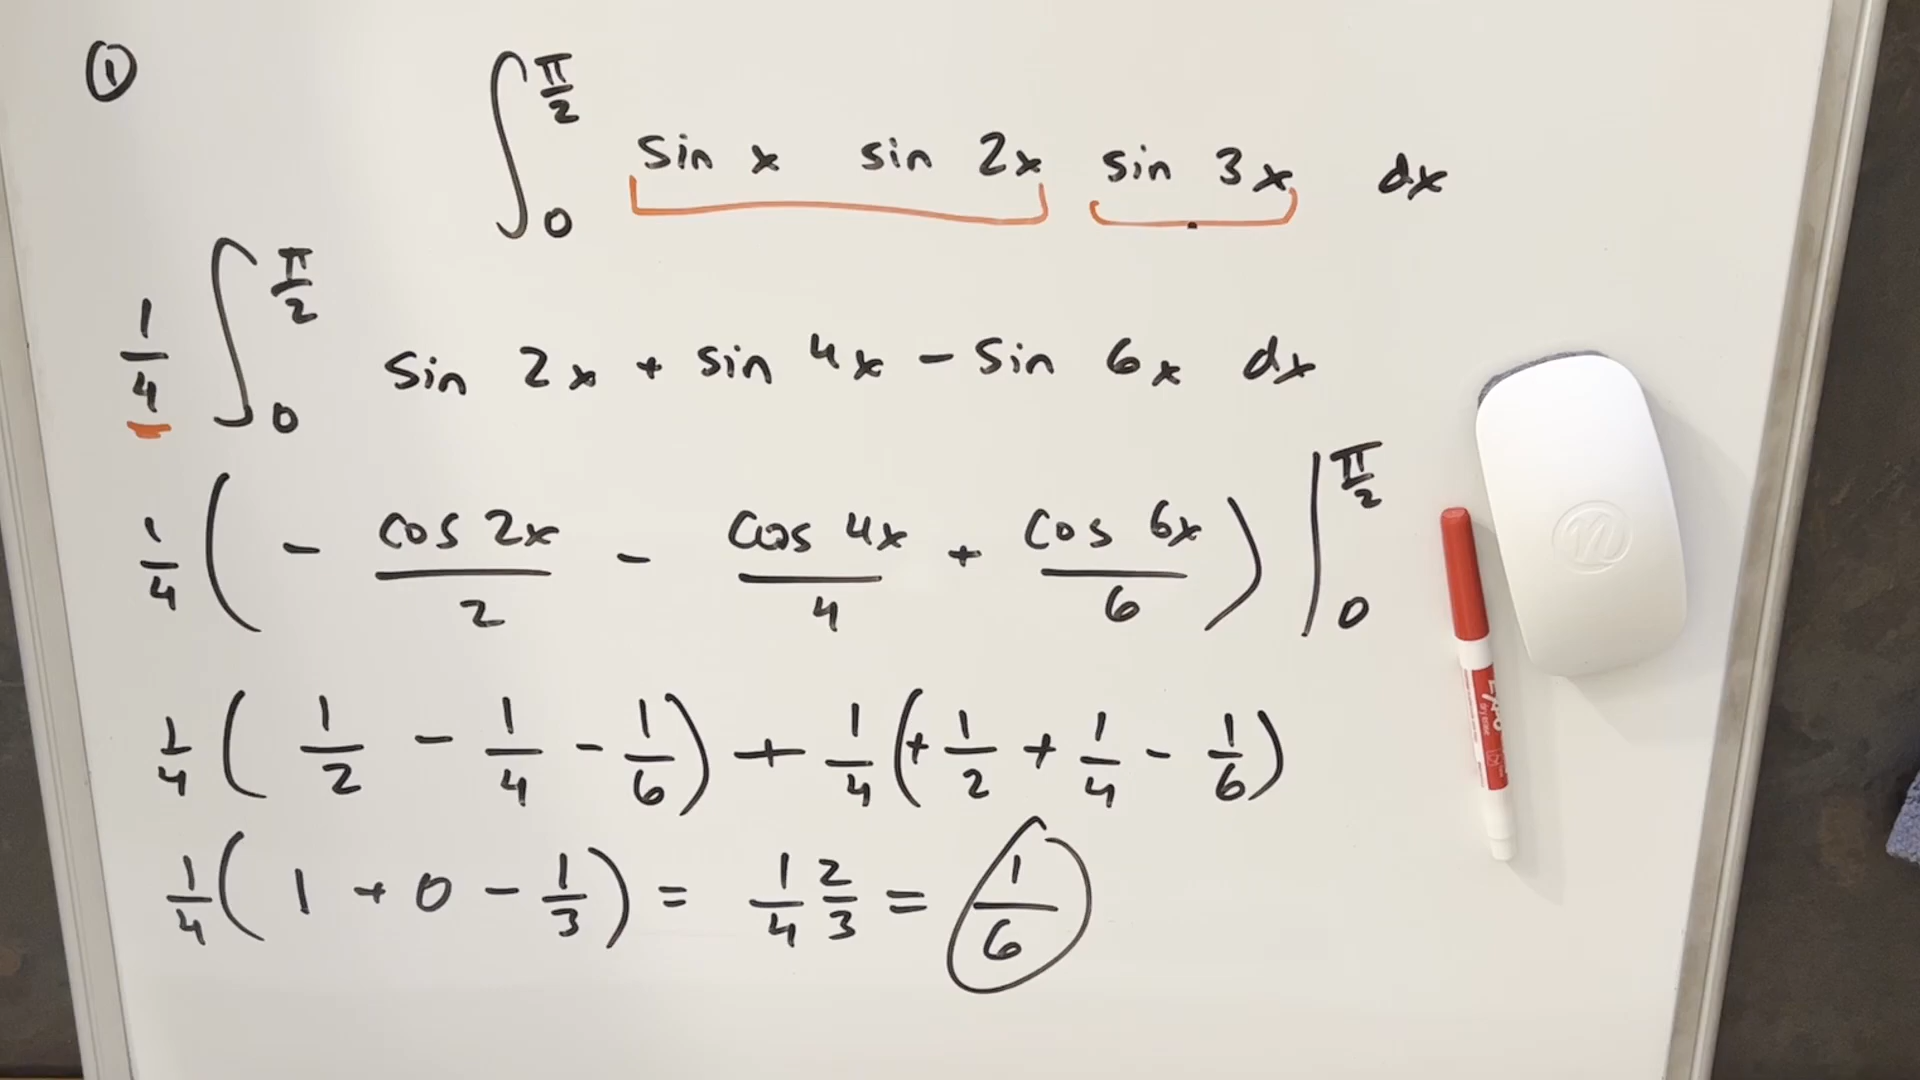 ① ∫₀^(π/2) sin x sin 2x sin 3x dx
1/4 ∫₀^(π/2) sin 2x + sin 4x − sin 6x dx
1/4 ( − cos 2x/2 − cos 4x/4 + cos 6x/6 ) |₀^(π/2)
1/4 ( 1/2 − 1/4 − 1/6 ) + 1/4 ( + 1/2 + 1/4 − 1/6 )
1/4 ( 1 + 0 − 1/3 ) = 1/4 2/3 = 1/6
EXPO
dry erase
n